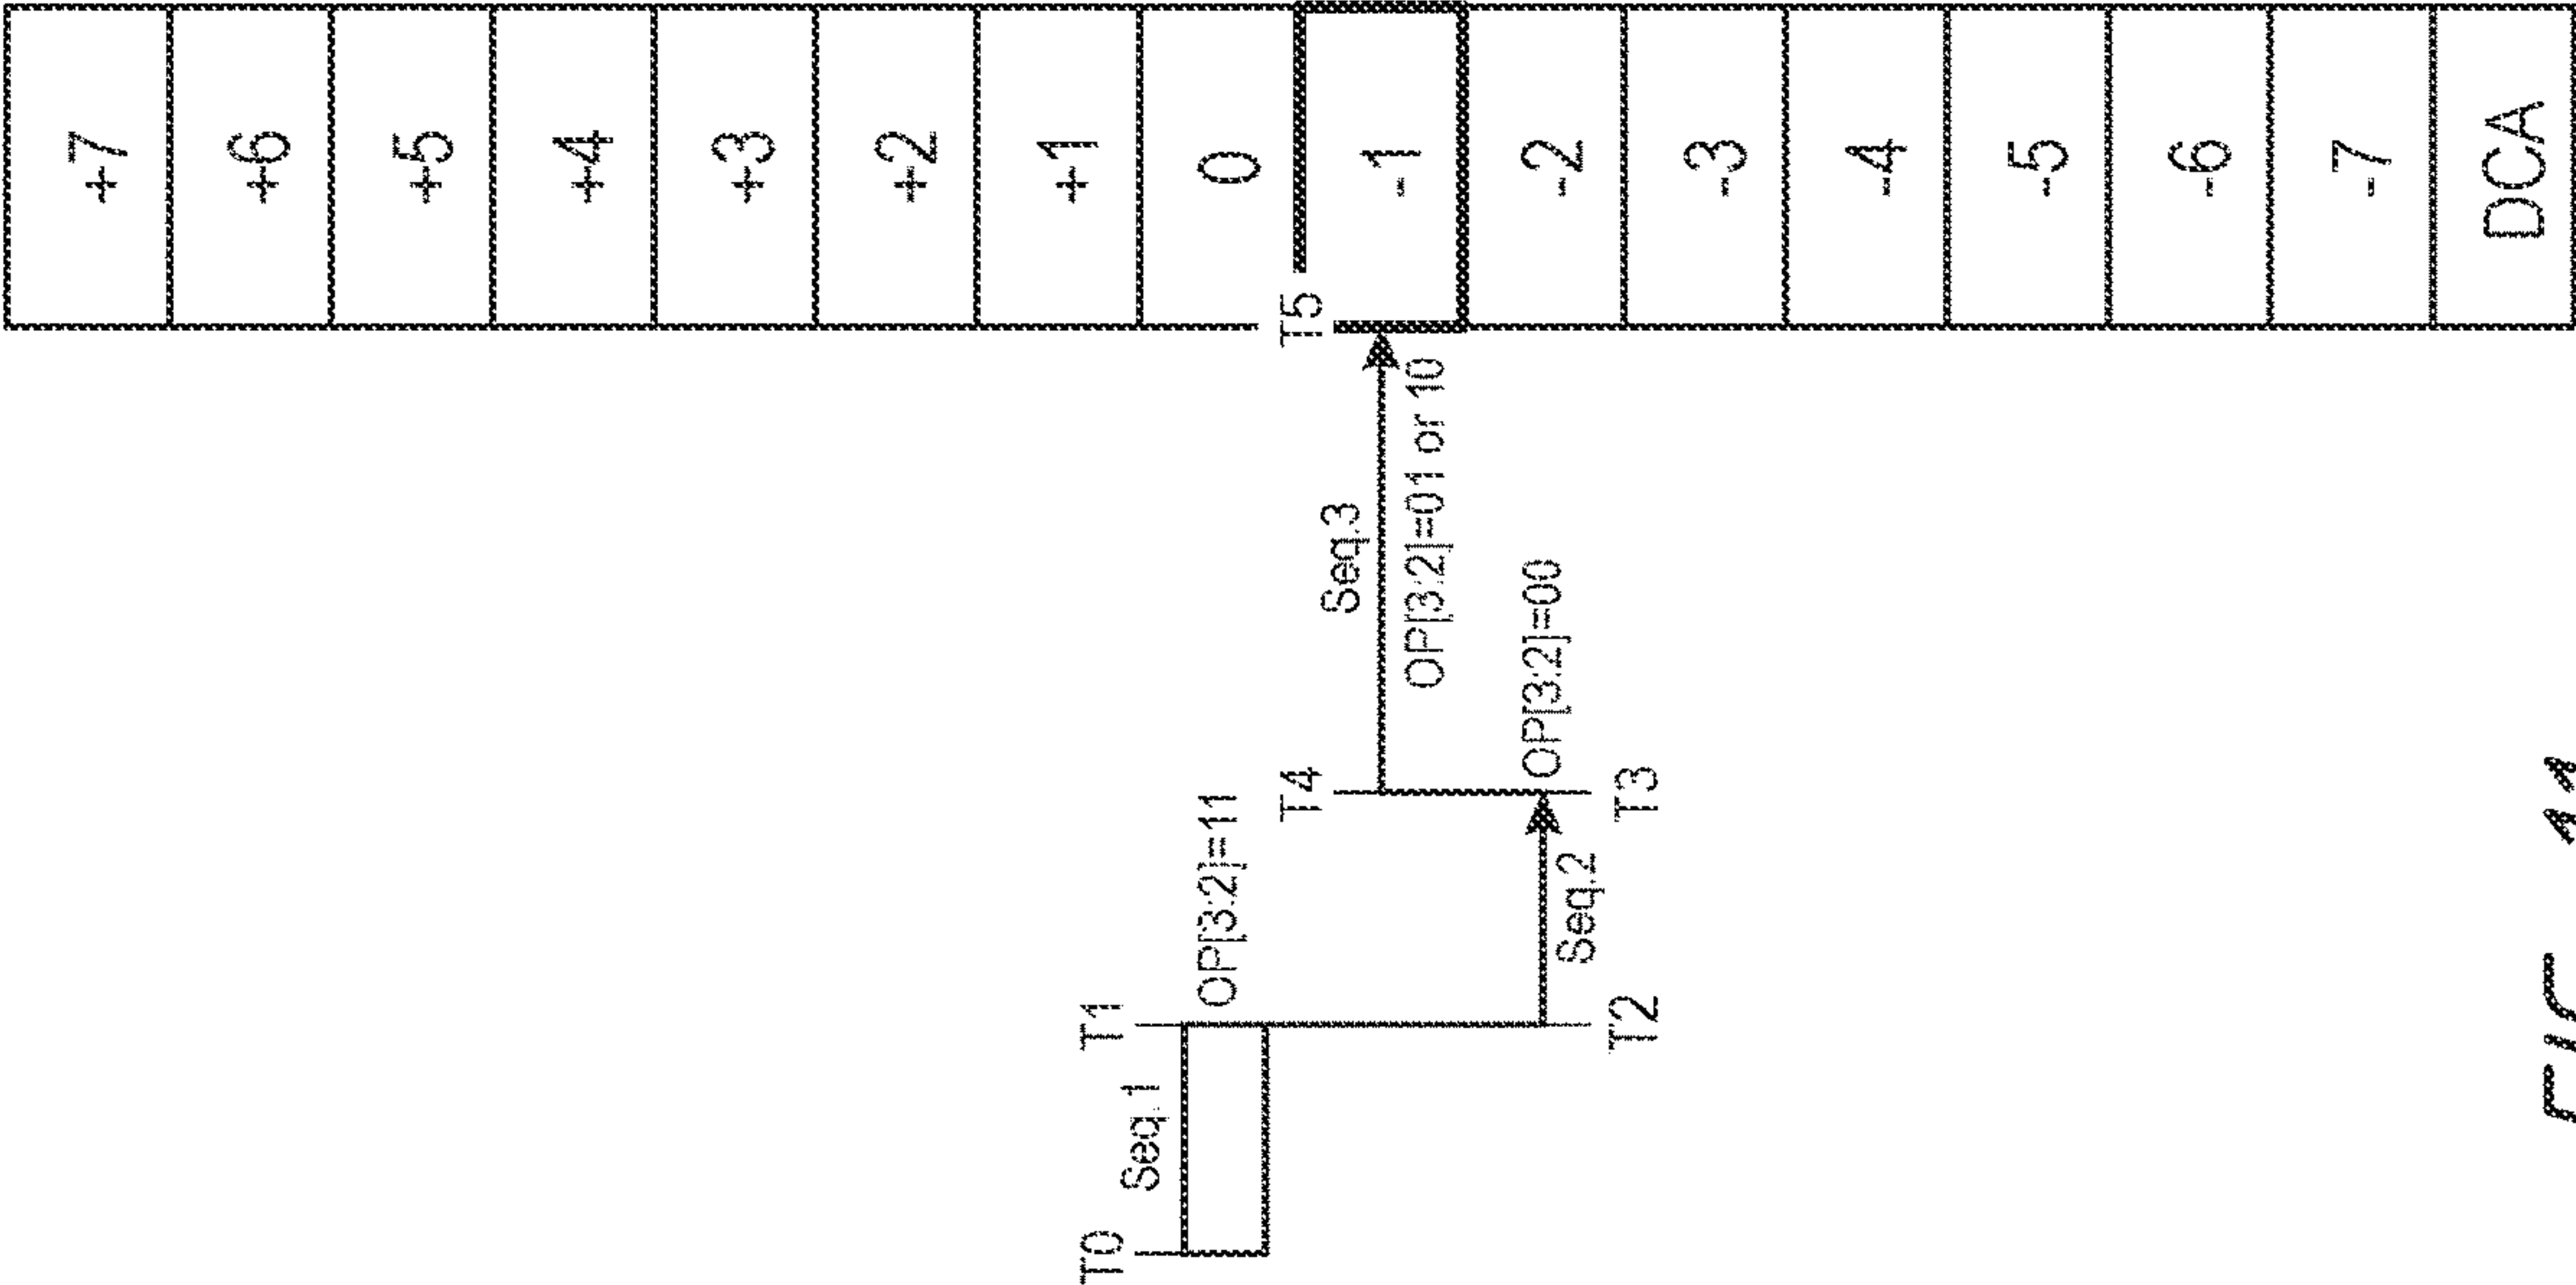 DCA
-7
-6
-5
-4
-3
-2
-1
0
+1
+2
+3
+4
+5
+6
+7
T0
Seq.1
T1
OP[3:2]=11
T2
Seq.2
T3
OP[3:2]=00
T4
Seq.3
OP[3:2]=01 or 10
T5